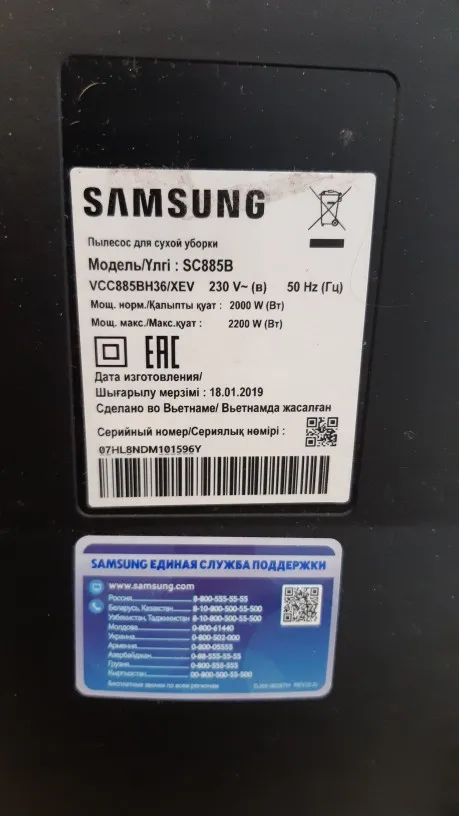 SAMSUNG
Пылесос для сухой уборки
Модель/Үлгі : SC885B
VCC885BH36/XEV 230 V~ (в) 50 Hz (Гц)
Мощ. норм./Қалыпты қуат : 2000 W (Вт)
Мощ. макс./Макс.қуат : 2200 W (Вт)
EAC
Дата изготовления/
Шығарылу мерзімі : 18.01.2019
Сделано во Вьетнаме/ Вьетнамда жасалған
Серийный номер/Сериялық нөмірі :
07HL8NDM101596Y
SAMSUNG ЕДИНАЯ СЛУЖБА ПОДДЕРЖКИ
www.samsung.com
Россия 8-800-555-55-55
Беларусь, Казахстан 8-10-800-500-55-500
Узбекистан, Таджикистан 8-10-800-500-55-500
Молдова 0-800-61440
Украина 0-800-502-000
Армения 0-800-05555
Азербайджан 0-88-555-55-55
Грузия 0-800-555-555
Кыргызстан 00-800-500-55-500
Бесплатные звонки по всем регионам